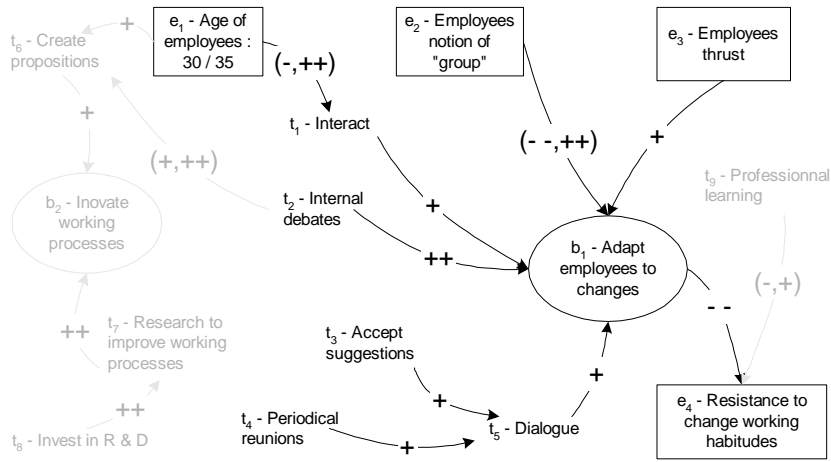 t6 - Create
propositions
+
e1 - Age of
employees :
30 / 35
(-,++)
e2 - Employees
notion of
"group"
e3 - Employees
thrust
+
t1 - Interact
(- -,++)
+
(+,++)
t2 - Internal
debates
+
++
t9 - Professionnal
learning
b2 - Inovate
working
processes
b1 - Adapt
employees to
changes
(-,+)
- -
++
t7 - Research to
improve working
processes
t3 - Accept
suggestions
+
+
++
t8 - Invest in R & D
t4 - Periodical
reunions
+
t5 - Dialogue
e4 - Resistance to
change working
habitudes